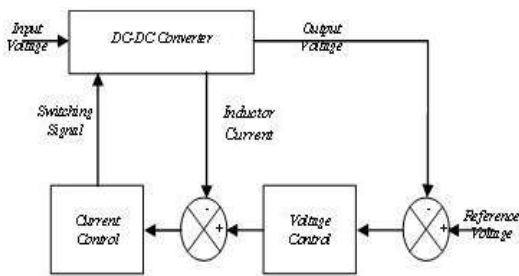 Input
Voltage
DC-DC Converter
Output
Voltage
Switching
Signal
Inductor
Current
Current
Control
-
+
Voltage
Control
-
+
Reference
Voltage